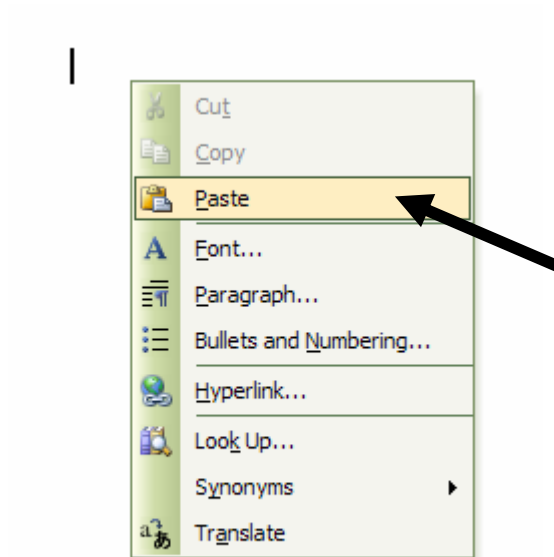 Cut
Copy
Paste
Font...
Paragraph...
Bullets and Numbering...
Hyperlink...
Look Up...
Synonyms
Translate